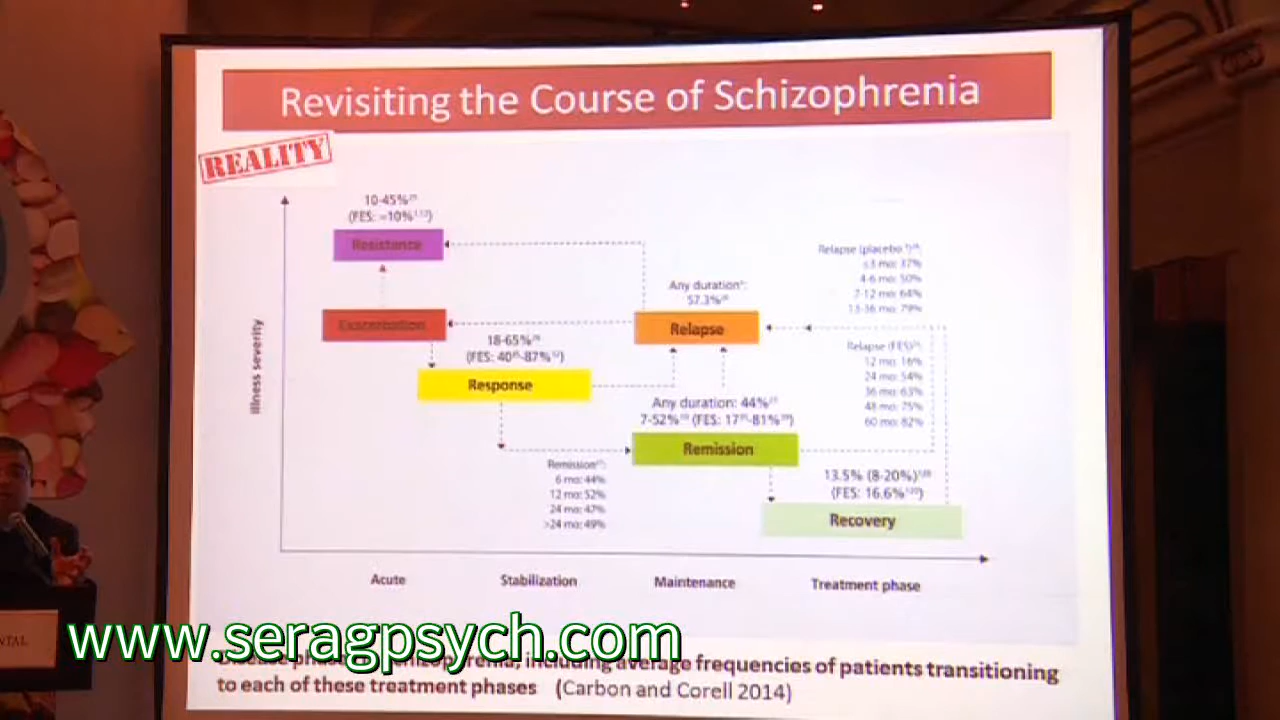 Revisiting the Course of Schizophrenia
REALITY
10-45%
(FES: ~10%
Resistance
Exacerbation
18-65%
(FES: 40 -87% )
Response
Any duration :
57.3%
Relapse
Relapse (placebo
≤3 mo: 37%
4-6 mo: 50%
7-12 mo: 64%
13-36 mo: 79%
Relapse (FES)
12 mo: 16%
24 mo: 54%
36 mo: 63%
48 mo: 75%
60 mo: 82%
Any duration: 44%
7-52% (FES: 17 -81% )
Remission
Remission
6 mo: 44%
12 mo: 52%
24 mo: 47%
>24 mo: 49%
13.5% (8-20%)
(FES: 16.6% )
Recovery
Illness severity
Acute Stabilization Maintenance Treatment phase
NTAL
www.seragpsych.com
schizophrenia, including average frequencies of patients transitioning
to each of these treatment phases (Carbon and Corell 2014)